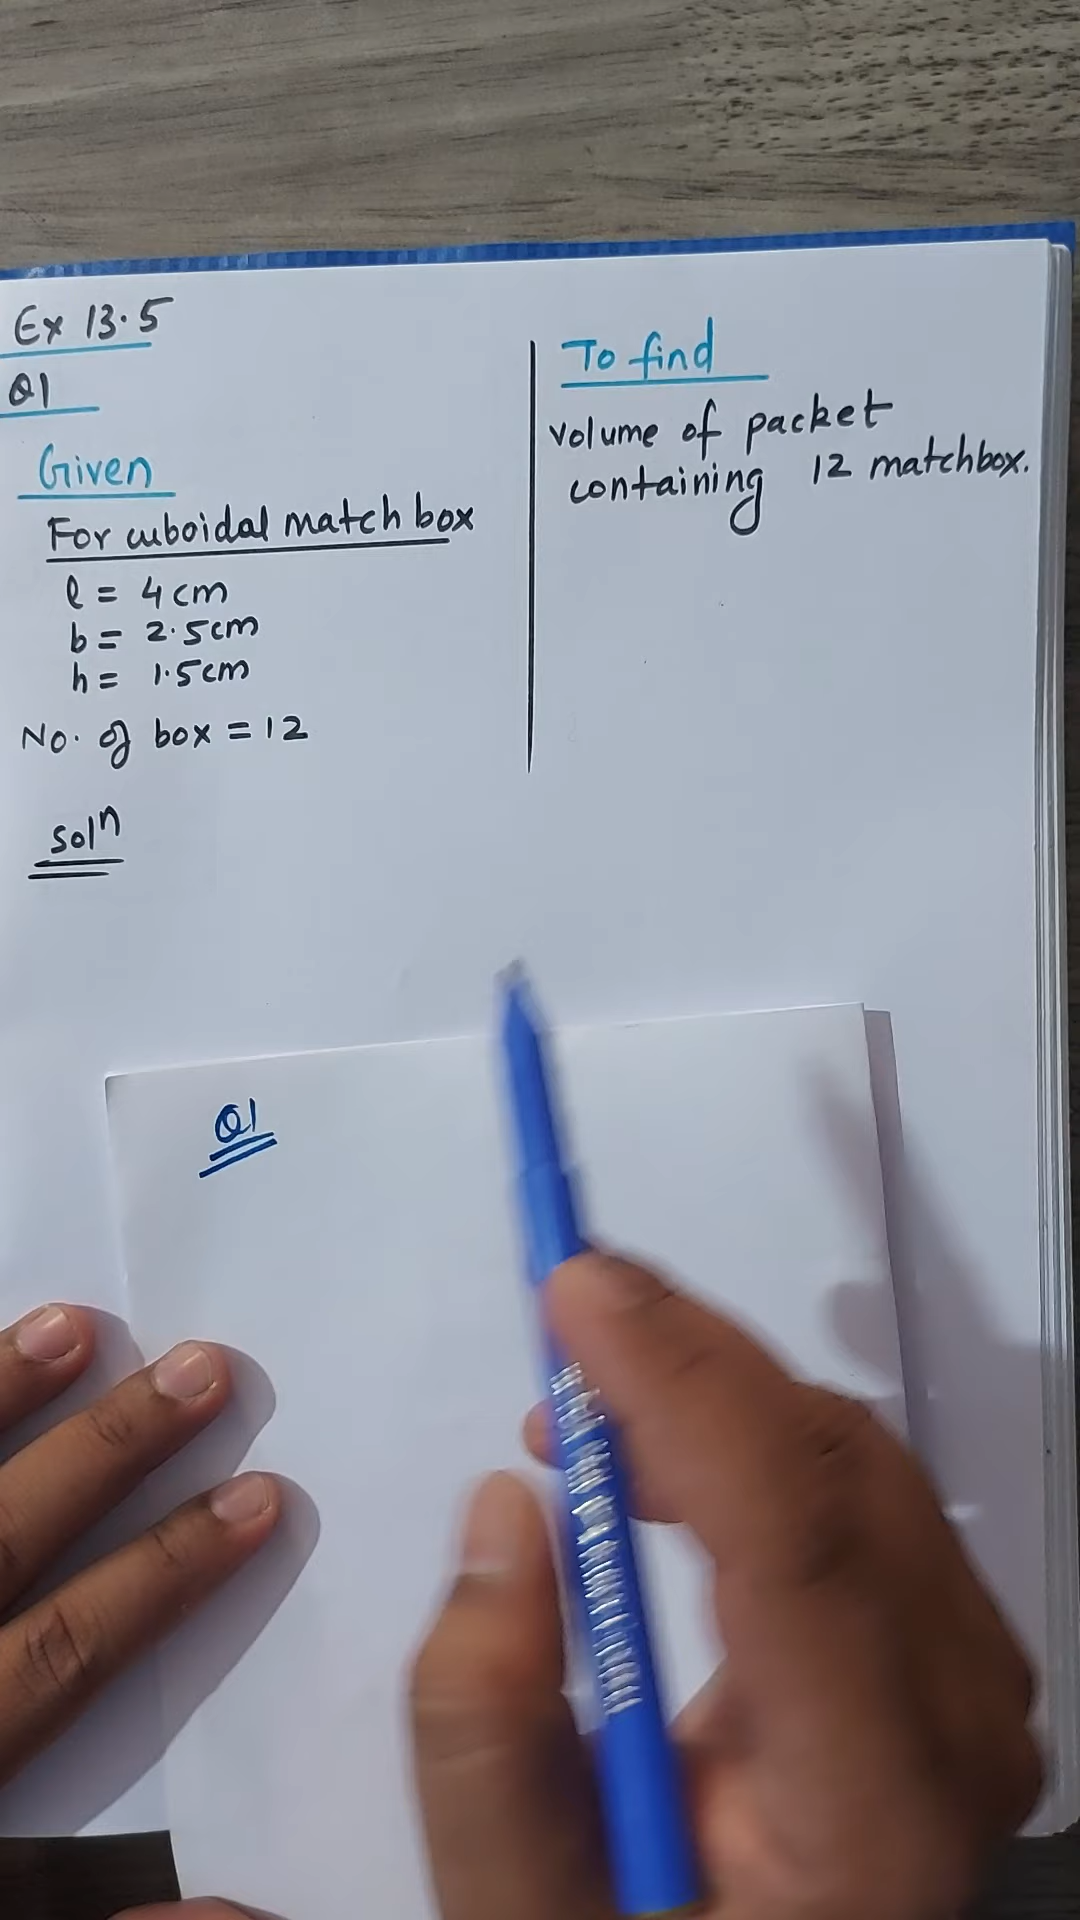 Ex 13.5
Q1
Given
For cuboidal match box
l = 4cm
b = 2.5cm
h = 1.5cm
No. of box = 12
Solⁿ
To find
volume of packet
containing 12 matchbox.
Q1